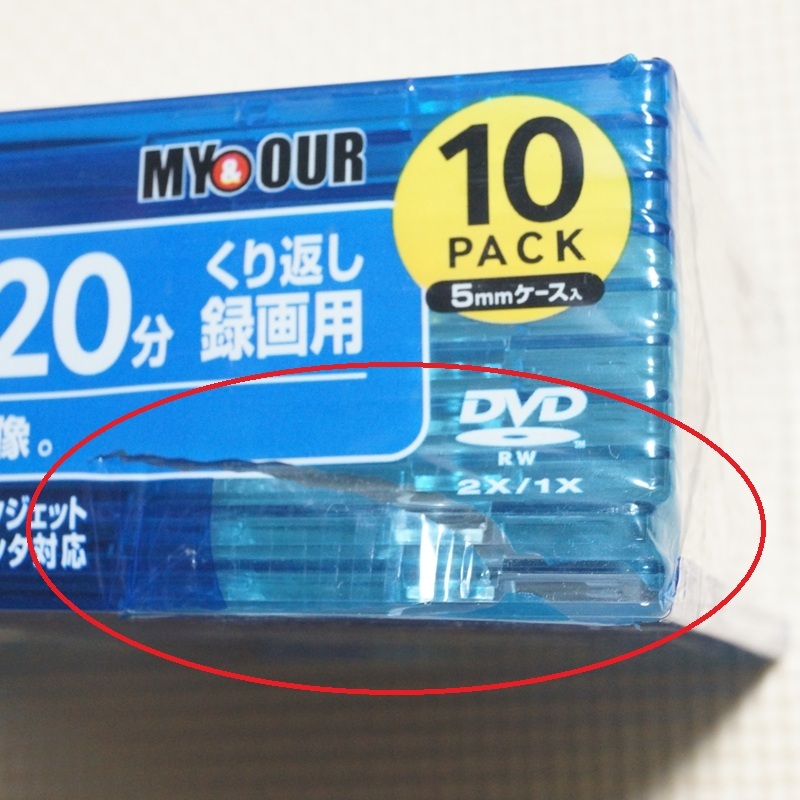 MY&OUR
10
PACK
5mmケース入
20分
くり返し
録画用
像。
DVD
™
RW
2X/1X
ジェット
タ対応